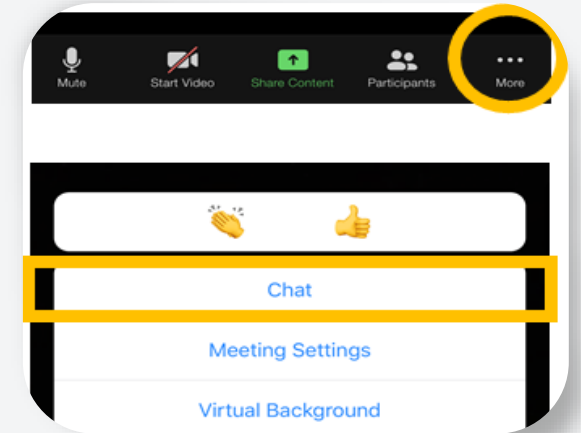 Mute Start Video Share Content Participants More
Chat
Meeting Settings
Virtual Background